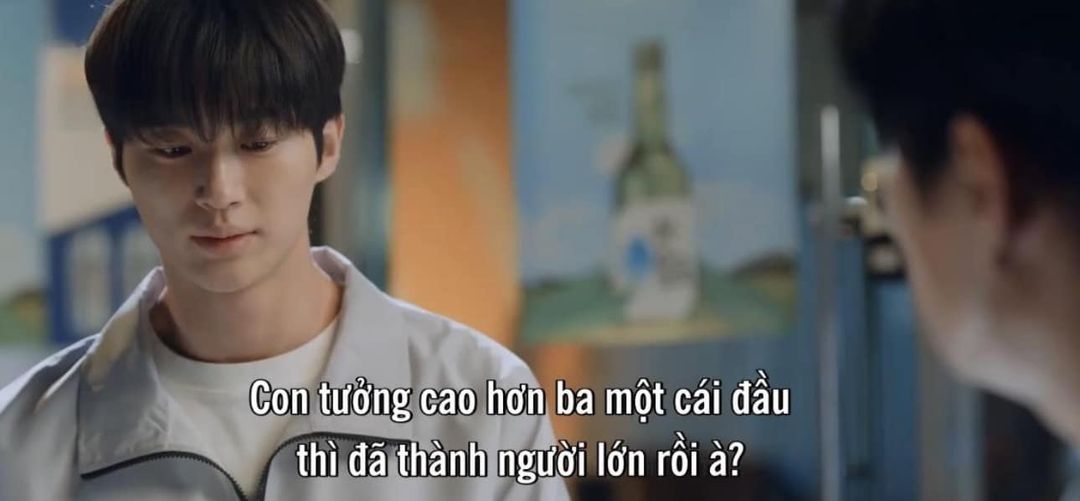 Con tưởng cao hơn ba một cái đầu
thì đã thành người lớn rồi à?